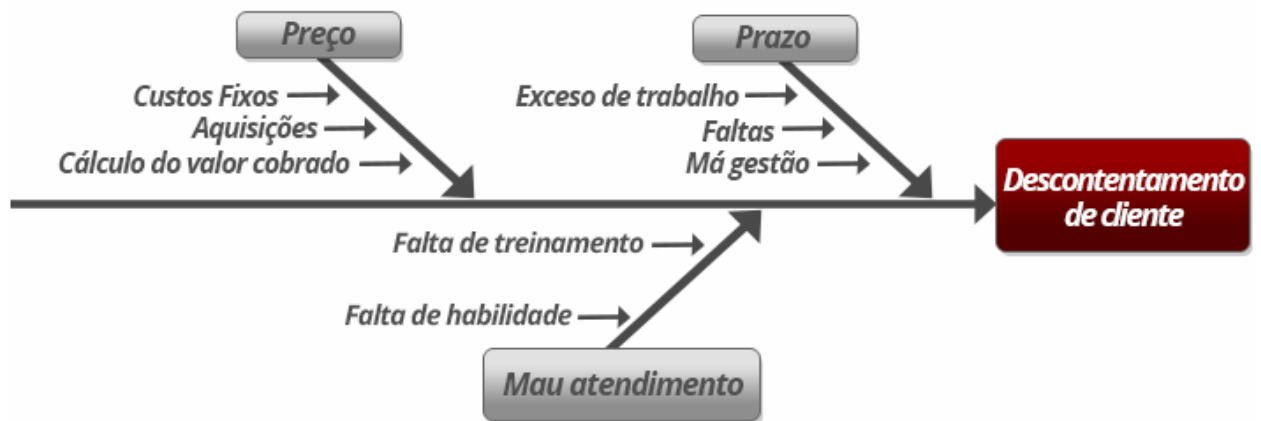 Preço
Prazo
Custos Fixos
Aquisições
Cálculo do valor cobrado
Exceso de trabalho
Faltas
Má gestão
Descontentamento
de cliente
Falta de treinamento
Falta de habilidade
Mau atendimento